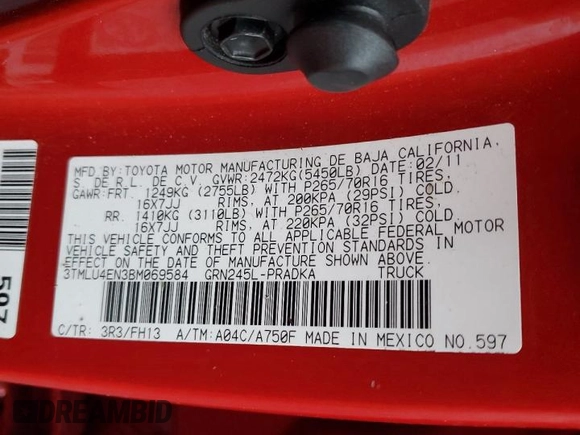 MFD.BY:TOYOTA MOTOR MANUFACTURING DE BAJA CALIFORNIA,
S. DE R.L. DE C.V. GVWR:2472KG(5450LB) DATE:02/11
GAWR:FRT. 1249KG (2755LB) WITH P265/70R16 TIRES,
16X7JJ RIMS, AT 200KPA (29PSI) COLD.
RR. 1410KG (3110LB) WITH P265/70R16 TIRES,
16X7JJ RIMS, AT 220KPA (32PSI) COLD.
THIS VEHICLE CONFORMS TO ALL APPLICABLE FEDERAL MOTOR
VEHICLE SAFETY AND THEFT PREVENTION STANDARDS IN
EFFECT ON THE DATE OF MANUFACTURE SHOWN ABOVE.
3TMLU4EN3BM069584 GRN245L-PRADKA TRUCK
C/TR: 3R3/FH13 A/TM:A04C/A750F MADE IN MEXICO NO.597
597
DREAMBID